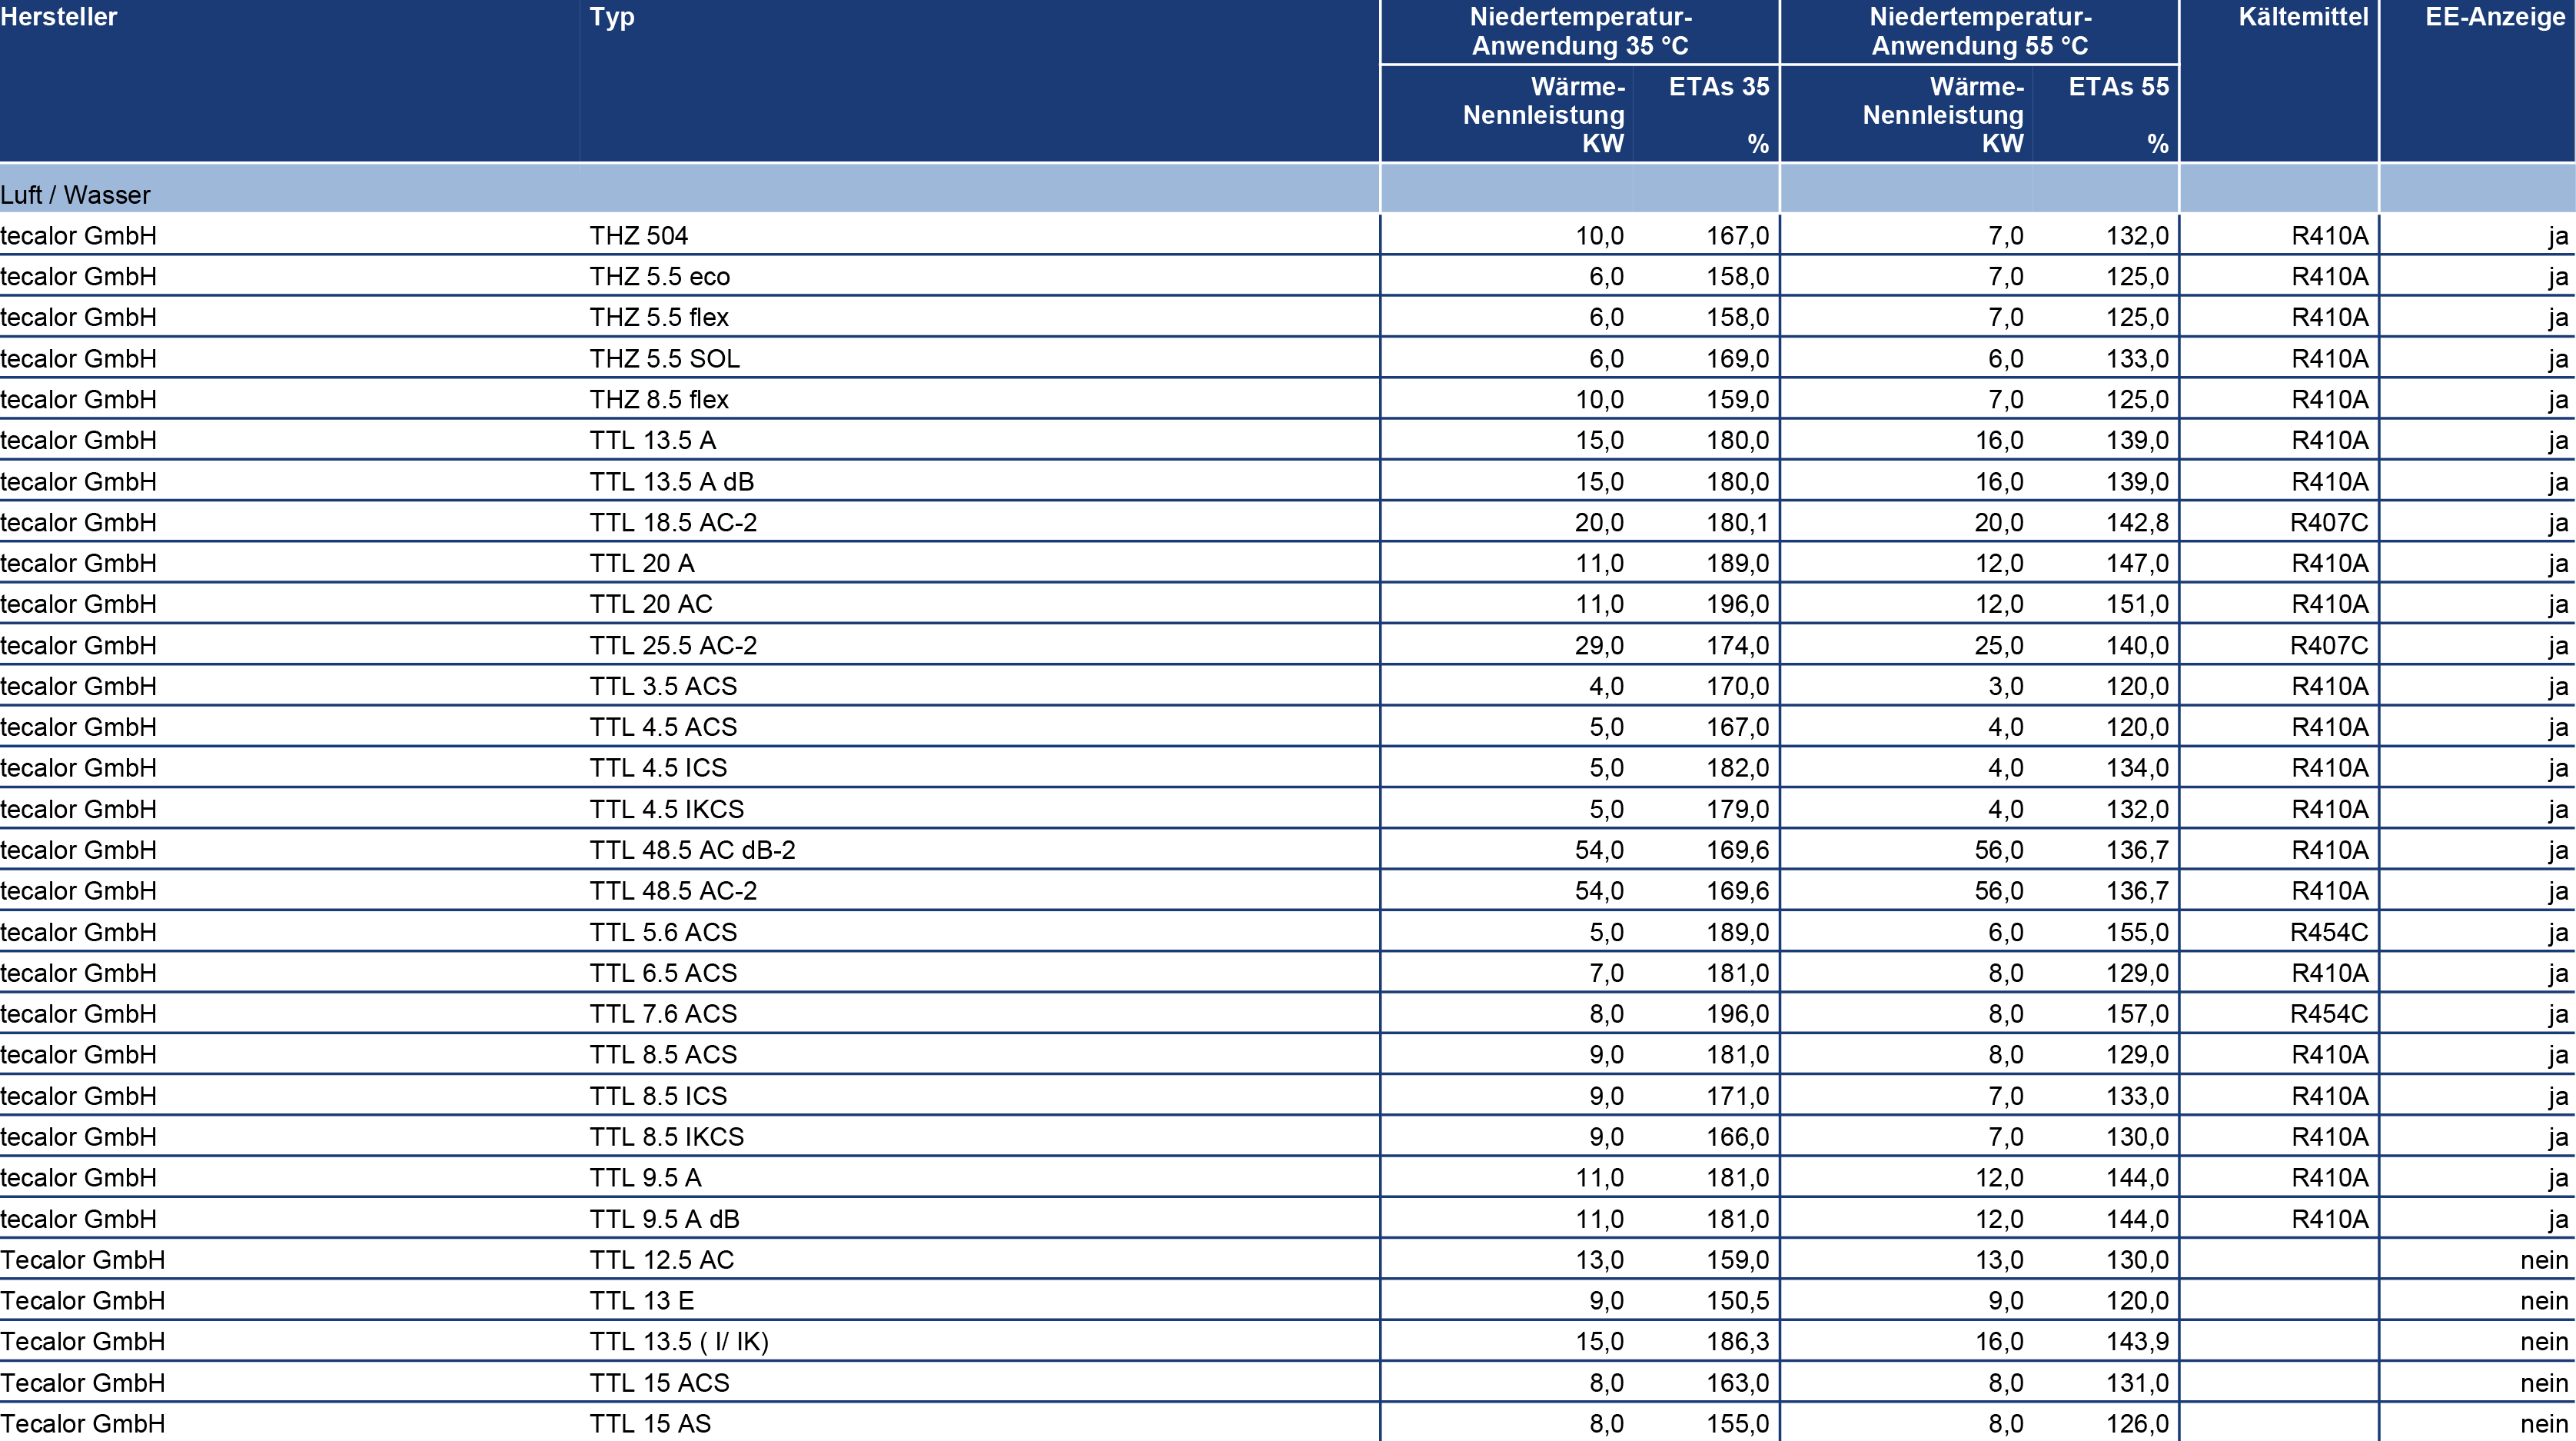 Hersteller Typ Niedertemperatur- Niedertemperatur- Kältemittel EE-Anzeige
Anwendung 35 °C Anwendung 55 °C
Wärme- ETAs 35 Wärme- ETAs 55
Nennleistung Nennleistung
KW % KW %
Luft / Wasser
tecalor GmbH THZ 504 10,0 167,0 7,0 132,0 R410A ja
tecalor GmbH THZ 5.5 eco 6,0 158,0 7,0 125,0 R410A ja
tecalor GmbH THZ 5.5 flex 6,0 158,0 7,0 125,0 R410A ja
tecalor GmbH THZ 5.5 SOL 6,0 169,0 6,0 133,0 R410A ja
tecalor GmbH THZ 8.5 flex 10,0 159,0 7,0 125,0 R410A ja
tecalor GmbH TTL 13.5 A 15,0 180,0 16,0 139,0 R410A ja
tecalor GmbH TTL 13.5 A dB 15,0 180,0 16,0 139,0 R410A ja
tecalor GmbH TTL 18.5 AC-2 20,0 180,1 20,0 142,8 R407C ja
tecalor GmbH TTL 20 A 11,0 189,0 12,0 147,0 R410A ja
tecalor GmbH TTL 20 AC 11,0 196,0 12,0 151,0 R410A ja
tecalor GmbH TTL 25.5 AC-2 29,0 174,0 25,0 140,0 R407C ja
tecalor GmbH TTL 3.5 ACS 4,0 170,0 3,0 120,0 R410A ja
tecalor GmbH TTL 4.5 ACS 5,0 167,0 4,0 120,0 R410A ja
tecalor GmbH TTL 4.5 ICS 5,0 182,0 4,0 134,0 R410A ja
tecalor GmbH TTL 4.5 IKCS 5,0 179,0 4,0 132,0 R410A ja
tecalor GmbH TTL 48.5 AC dB-2 54,0 169,6 56,0 136,7 R410A ja
tecalor GmbH TTL 48.5 AC-2 54,0 169,6 56,0 136,7 R410A ja
tecalor GmbH TTL 5.6 ACS 5,0 189,0 6,0 155,0 R454C ja
tecalor GmbH TTL 6.5 ACS 7,0 181,0 8,0 129,0 R410A ja
tecalor GmbH TTL 7.6 ACS 8,0 196,0 8,0 157,0 R454C ja
tecalor GmbH TTL 8.5 ACS 9,0 181,0 8,0 129,0 R410A ja
tecalor GmbH TTL 8.5 ICS 9,0 171,0 7,0 133,0 R410A ja
tecalor GmbH TTL 8.5 IKCS 9,0 166,0 7,0 130,0 R410A ja
tecalor GmbH TTL 9.5 A 11,0 181,0 12,0 144,0 R410A ja
tecalor GmbH TTL 9.5 A dB 11,0 181,0 12,0 144,0 R410A ja
Tecalor GmbH TTL 12.5 AC 13,0 159,0 13,0 130,0 nein
Tecalor GmbH TTL 13 E 9,0 150,5 9,0 120,0 nein
Tecalor GmbH TTL 13.5 ( I/ IK) 15,0 186,3 16,0 143,9 nein
Tecalor GmbH TTL 15 ACS 8,0 163,0 8,0 131,0 nein
Tecalor GmbH TTL 15 AS 8,0 155,0 8,0 126,0 nein